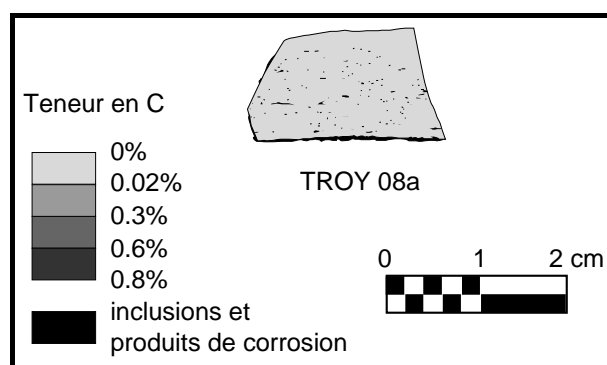 Teneur en C
0%
0.02%
0.3%
0.6%
0.8%
inclusions et
produits de corrosion
TROY 08a
0 1 2 cm